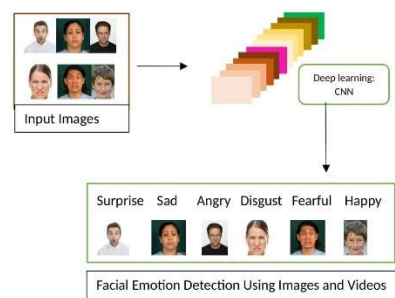 Input Images
Deep learning:
CNN
Surprise Sad Angry Disgust Fearful Happy
Facial Emotion Detection Using Images and Videos